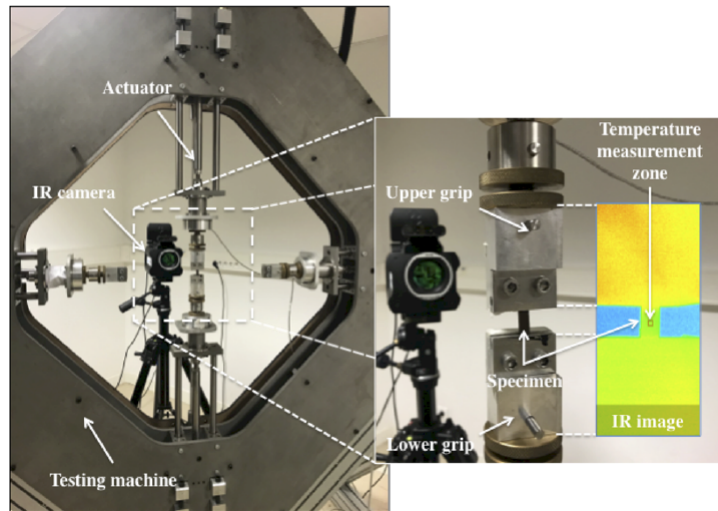 Actuator
IR camera
Testing machine
Upper grip
Temperature
measurement
zone
Specimen
Lower grip
IR image